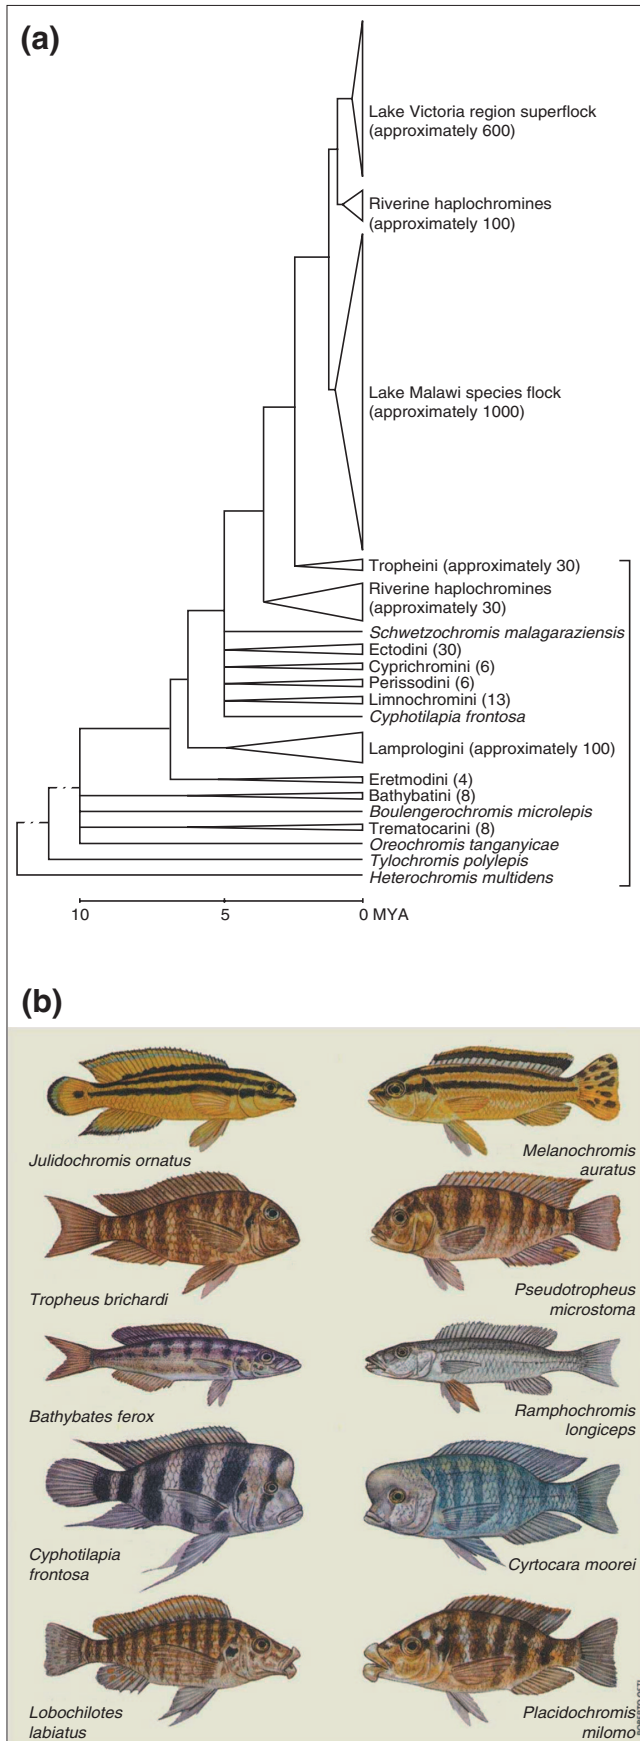 (a)
Lake Victoria region superflock
(approximately 600)
Riverine haplochromines
(approximately 100)
Lake Malawi species flock
(approximately 1000)
Tropheini (approximately 30)
Riverine haplochromines
(approximately 30)
Schwetzochromis malagaraziensis
Ectodini (30)
Cyprichromini (6)
Perissodini (6)
Limnochromini (13)
Cyphotilapia frontosa
Lamprologini (approximately 100)
Eretmodini (4)
Bathybatini (8)
Boulengerochromis microlepis
Trematocarini (8)
Oreochromis tanganyicae
Tylochromis polylepis
Heterochromis multidens
10 5 0 MYA
(b)
Julidochromis ornatus
Melanochromis
auratus
Tropheus brichardi
Pseudotropheus
microstoma
Bathybates ferox
Ramphochromis
longiceps
Cyphotilapia
frontosa
Cyrtocara moorei
Lobochilotes
labiatus
Placidochromis
milomo